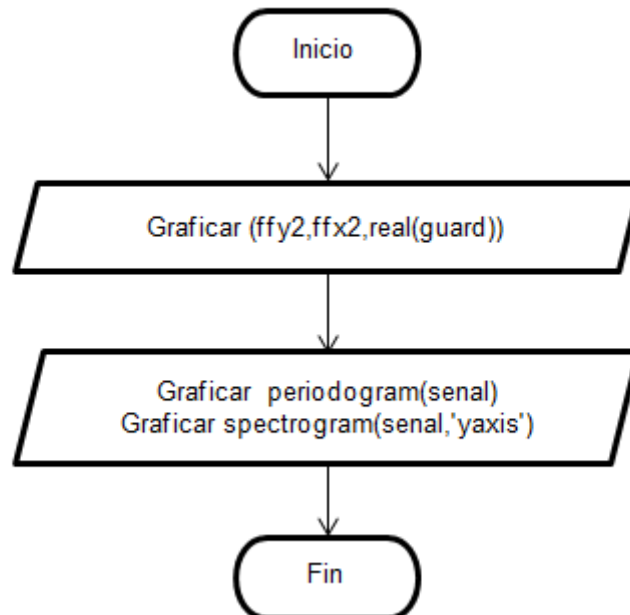 Inicio
Graficar (ffy2,ffx2,real(guard))
Graficar periodogram(senal)
Graficar spectrogram(senal,'yaxis')
Fin